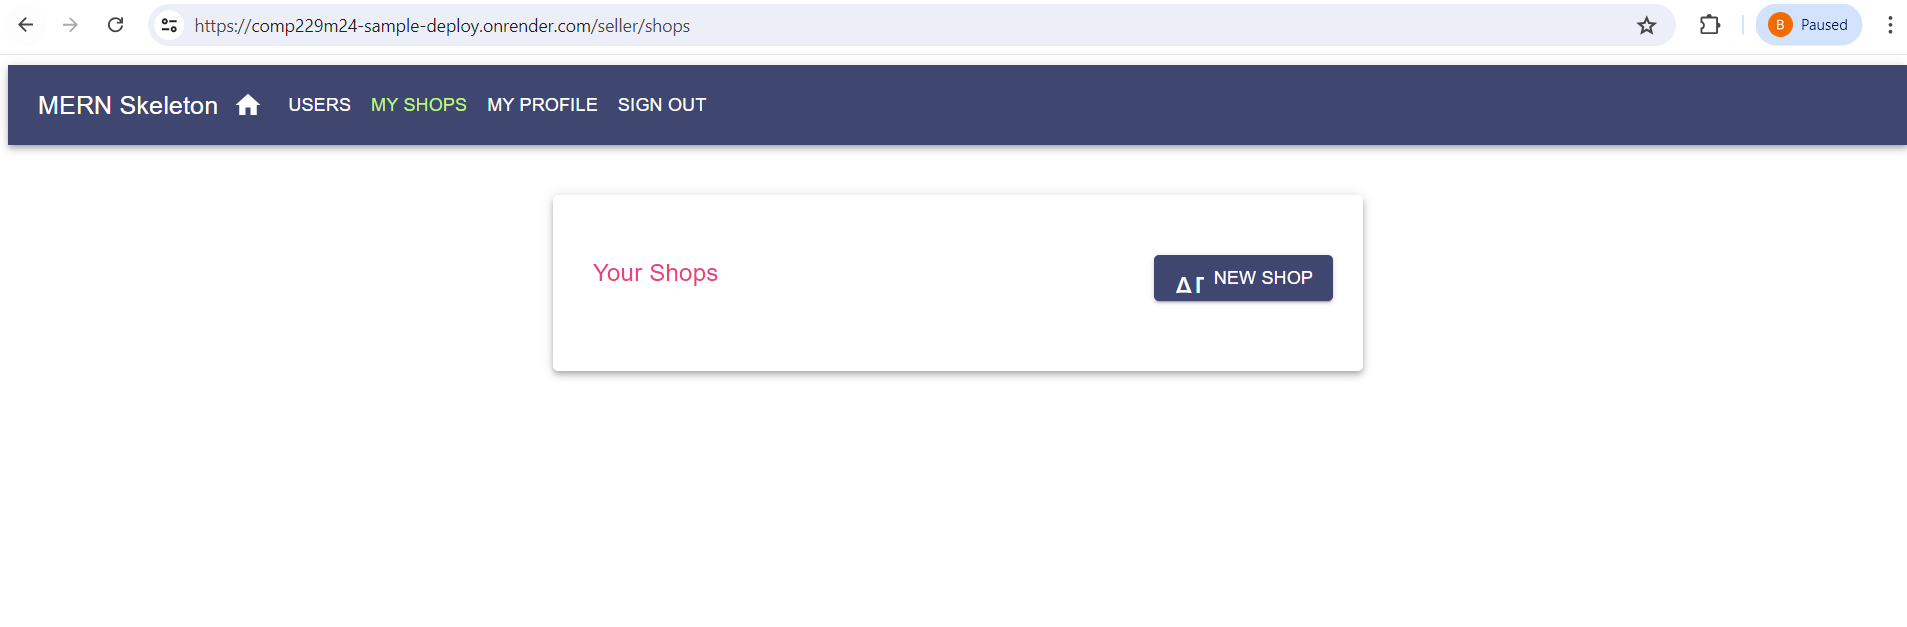 https://comp229m24-sample-deploy.onrender.com/seller/shops
B Paused
MERN Skeleton USERS MY SHOPS MY PROFILE SIGN OUT
Your Shops
NEW SHOP